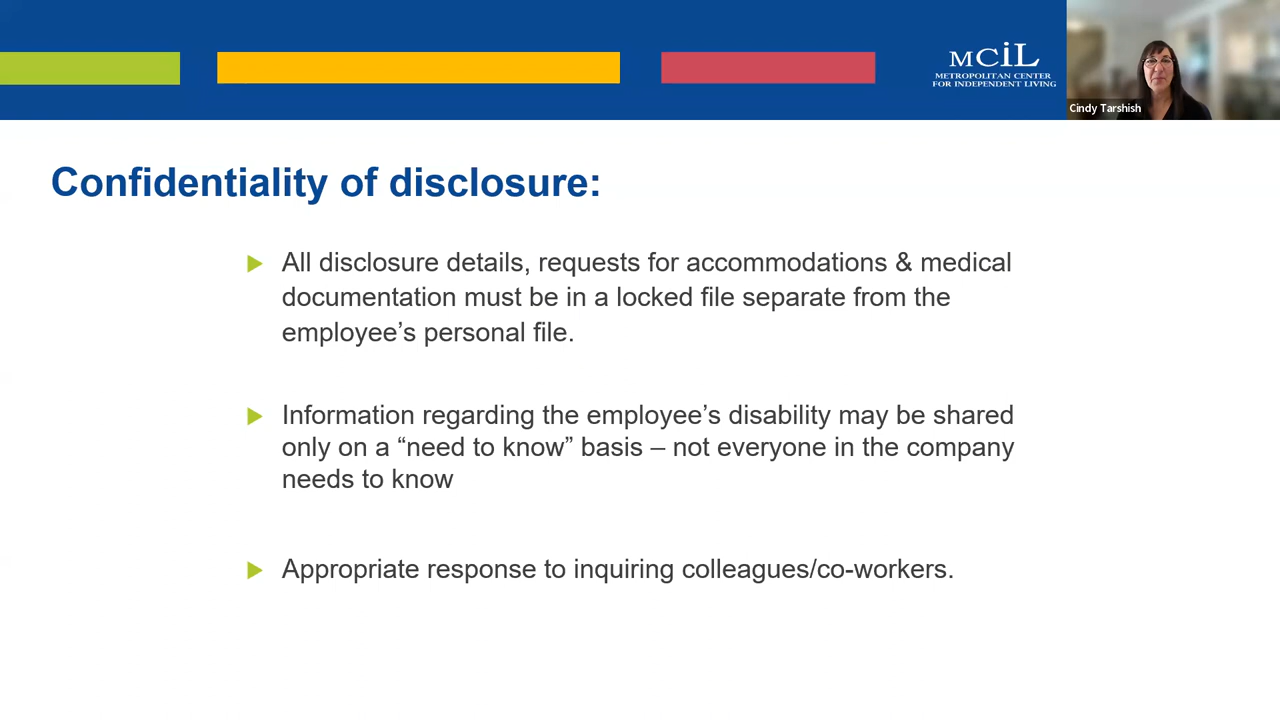 MCiL
METROPOLITAN CENTER
FOR INDEPENDENT LIVING
Cindy Tarshish
Confidentiality of disclosure:
All disclosure details, requests for accommodations & medical
documentation must be in a locked file separate from the
employee’s personal file.
Information regarding the employee’s disability may be shared
only on a “need to know” basis – not everyone in the company
needs to know
Appropriate response to inquiring colleagues/co-workers.